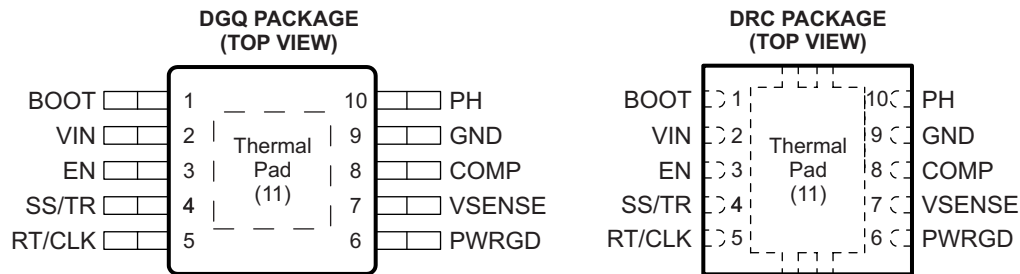 DGQ PACKAGE
(TOP VIEW)
BOOT 1 10 PH
VIN 2 9 GND
EN 3 8 COMP
SS/TR 4 7 VSENSE
RT/CLK 5 6 PWRGD
Thermal
Pad
(11)
DRC PACKAGE
(TOP VIEW)
BOOT 1 10 PH
VIN 2 9 GND
EN 3 8 COMP
SS/TR 4 7 VSENSE
RT/CLK 5 6 PWRGD
Thermal
Pad
(11)